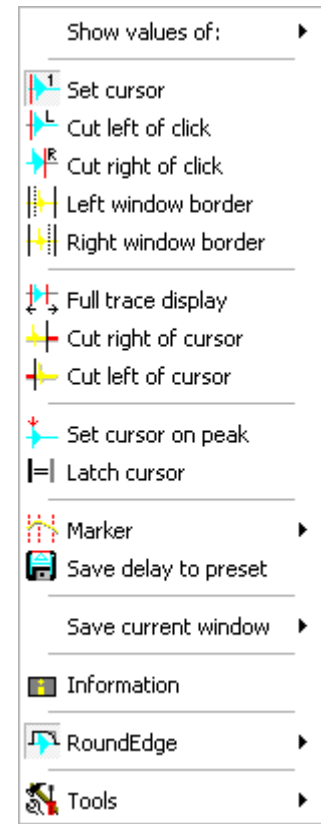 Show values of:
1 Set cursor
L Cut left of click
R Cut right of click
Left window border
Right window border
Full trace display
Cut right of cursor
Cut left of cursor
Set cursor on peak
Latch cursor
Marker
Save delay to preset
Save current window
Information
RoundEdge
Tools